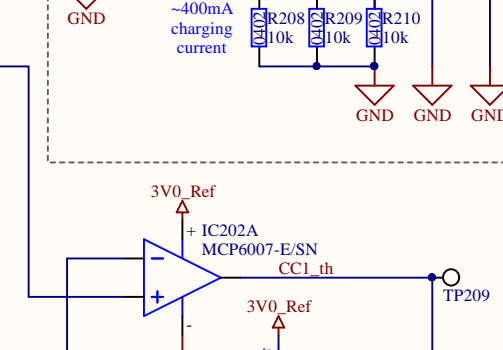 GND
~400mA
charging
current
0402
R208
10k
0402
R209
10k
0402
R210
10k
GND
GND
GND
3V0_Ref
+ IC202A
MCP6007-E/SN
CC1_th
TP209
3V0_Ref
-